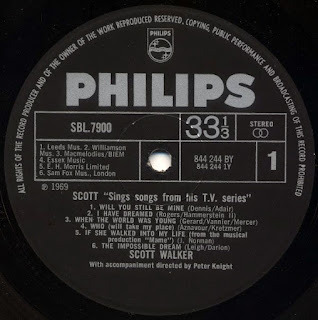 ALL RIGHTS OF THE RECORD PRODUCER AND OF THE OWNER OF THE WORK REPRODUCED RESERVED. COPYING, PUBLIC PERFORMANCE AND BROADCASTING OF THIS RECORD PROHIBITED
PHILIPS
PHILIPS
SBL.7900
33⅓
STEREO
1. Leeds Mus. 2. Williamson
Mus. 3. Macmelodies/BIEM
4. Essex Music
5. E. H. Morris Limited
6. Sam Fox Mus., London
844 244 BY
844 244 1Y
1
℗ 1969
SCOTT "Sings songs from his T.V. series"
1. WILL YOU STILL BE MINE (Dennis/Adair)
2. I HAVE DREAMED (Rogers/Hammerstein II)
3. WHEN THE WORLD WAS YOUNG (Gerard/Vannier/Mercer)
4. WHO (will take my place) (Aznavour/Kretzmer)
5. IF SHE WALKED INTO MY LIFE (from the musical
production "Mame") (J. Norman)
6. THE IMPOSSIBLE DREAM (Leigh/Darion)
SCOTT WALKER
With accompaniment directed by Peter Knight